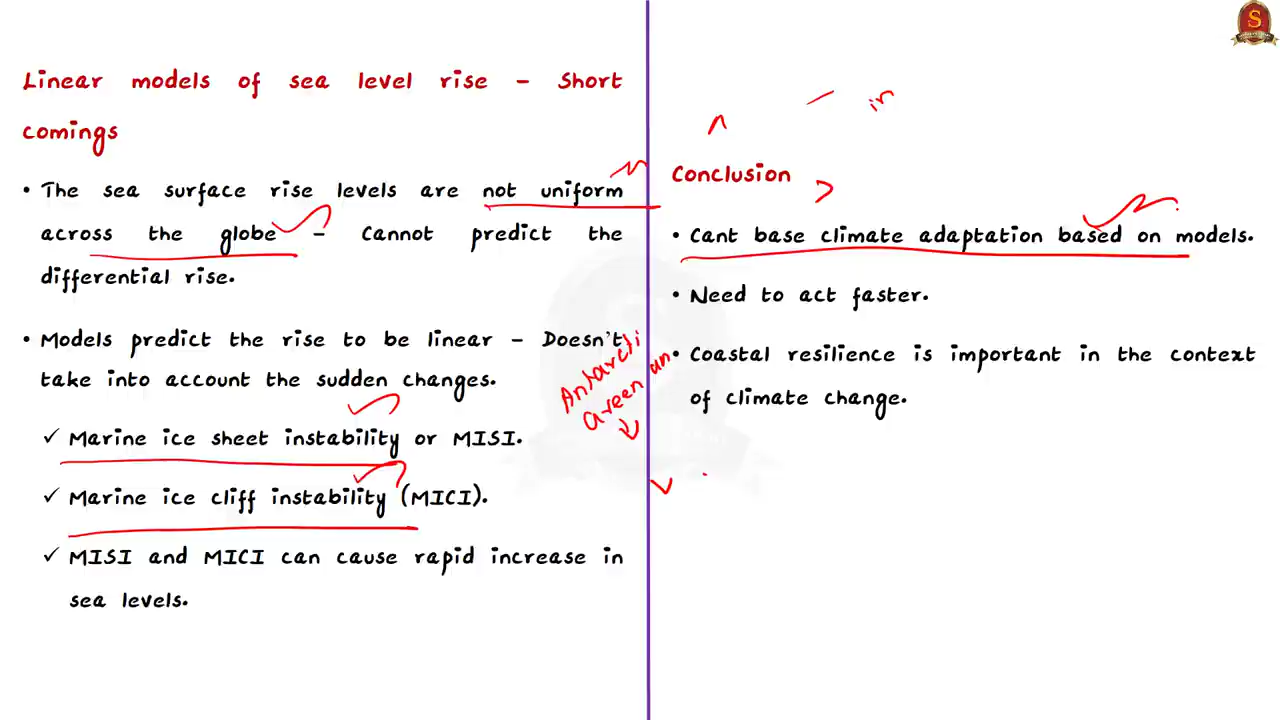 Linear models of sea level rise – Short
comings
• The sea surface rise levels are not uniform
across the globe – Cannot predict the
differential rise.
• Models predict the rise to be linear – Doesn't
take into account the sudden changes.
✓ Marine ice sheet instability or MISI.
✓ Marine ice cliff instability (MICI).
✓ MISI and MICI can cause rapid increase in
sea levels.
Antarcti
Green an
in
Conclusion
• Cant base climate adaptation based on models.
• Need to act faster.
• Coastal resilience is important in the context
of climate change.
S